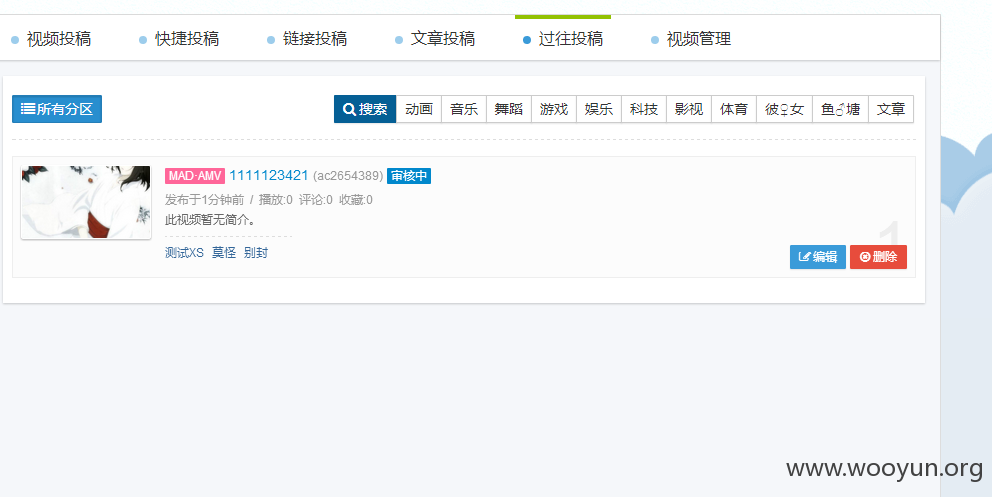 视频投稿 快捷投稿 链接投稿 文章投稿 过往投稿 视频管理
所有分区 搜索 动画 音乐 舞蹈 游戏 娱乐 科技 影视 体育 彼♀女 鱼♂塘 文章
MAD·AMV 1111123421 (ac2654389) 审核中
发布于1分钟前 / 播放:0 评论:0 收藏:0
此视频暂无简介。
1
测试XS 莫怪 别封
编辑 删除
www.wooyun.org